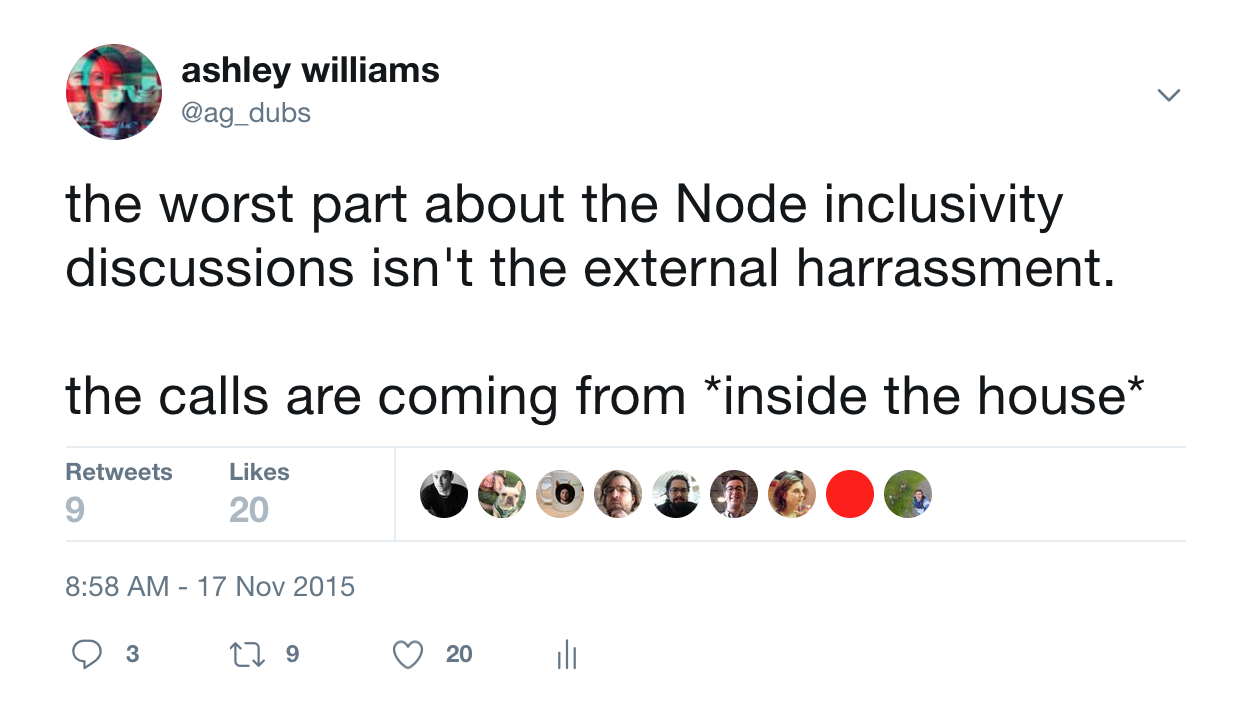 ashley williams
@ag_dubs
the worst part about the Node inclusivity
discussions isn't the external harrassment.
the calls are coming from *inside the house*
Retweets Likes
9 20
8:58 AM - 17 Nov 2015
3 9 20